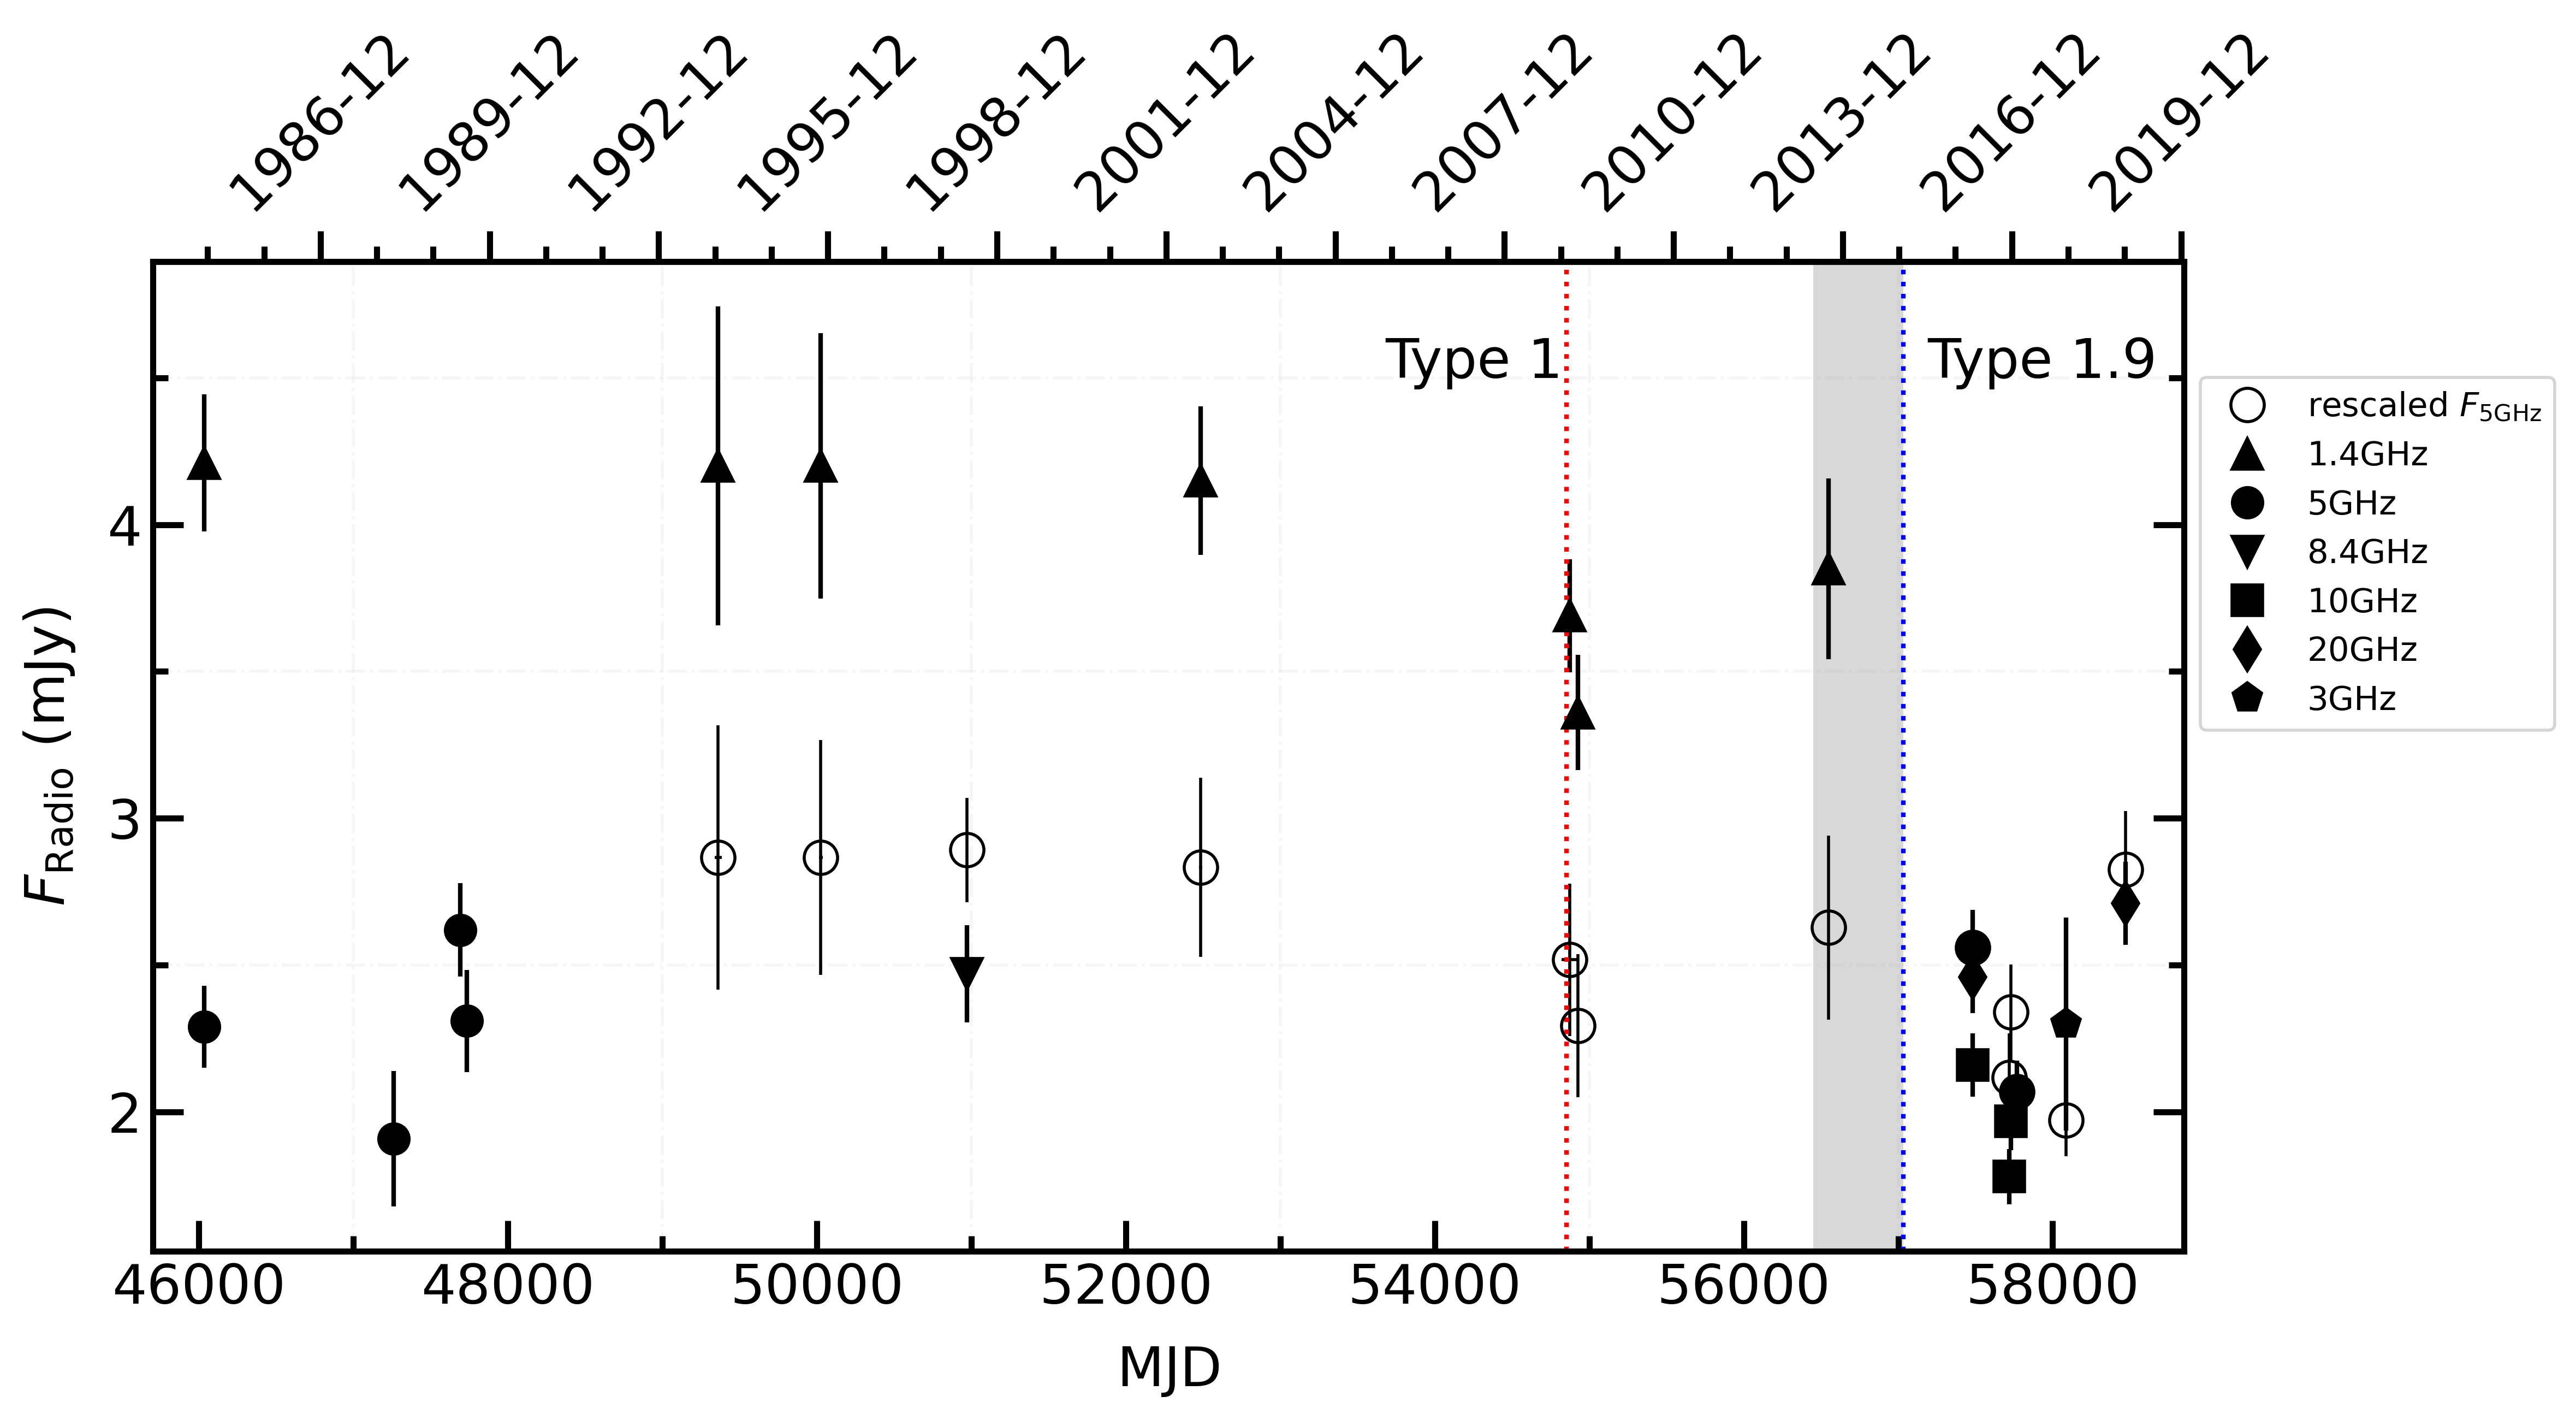 1986-12 1989-12 1992-12 1995-12 1998-12 2001-12 2004-12 2007-12 2010-12 2013-12 2016-12 2019-12
Type 1 Type 1.9
4
3
2
F_Radio (mJy)
rescaled F_5GHz
1.4GHz
5GHz
8.4GHz
10GHz
20GHz
3GHz
46000 48000 50000 52000 54000 56000 58000
MJD